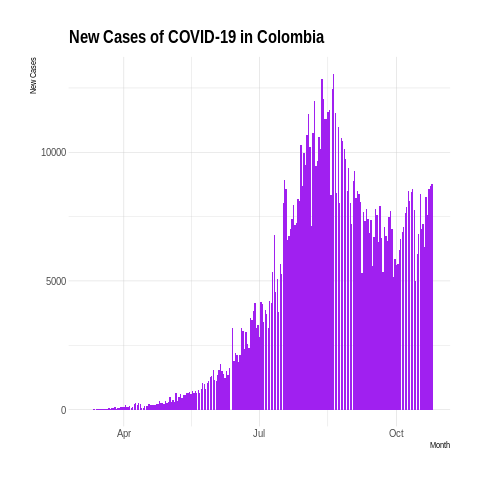 New Cases of COVID-19 in Colombia
New Cases
10000
5000
0
Apr
Jul
Oct
Month